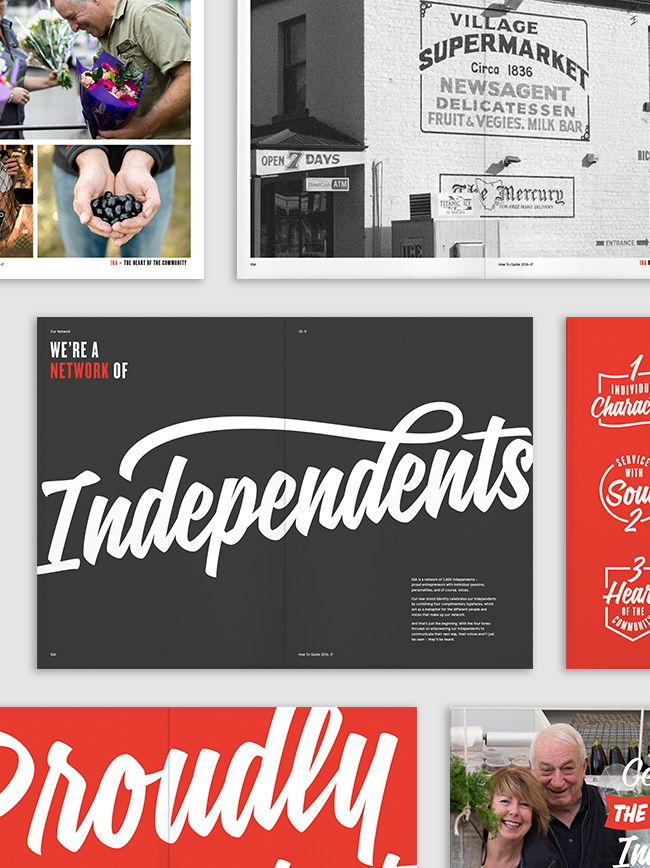 VILLAGE
SUPERMARKET
Circa 1836
NEWSAGENT
DELICATESSEN
FRUIT & VEGIES. MILK BAR
OPEN 7 DAYS
DirectCash ATM
The Mercury
FOR FREE HOME DELIVERY
TITANIC ICE
ICE
ENTRANCE
IGA – THE HEART OF THE COMMUNITY
IGA
How To Guide 2016–17
IGA
Our Network
WE'RE A
NETWORK OF
Independents
IGA is a network of 1,400 independents –
proud entrepreneurs with individual passions,
personalities, and of course, voices.
Our new brand identity celebrates our independents
by combining four complimentary typefaces, which
act as a metaphor for the different people and
voices that make up our network.
And that's just the beginning. With the four tones
focused on empowering our independents to
communicate their own way, their voices won't just
be seen – they'll be heard.
IGA
How To Guide 2016–17
1
INDIVIDU
Charac
SERVICE
WITH
Soul
2
3
Hear
OF THE
COMMUNIT
Proudly
THE
In